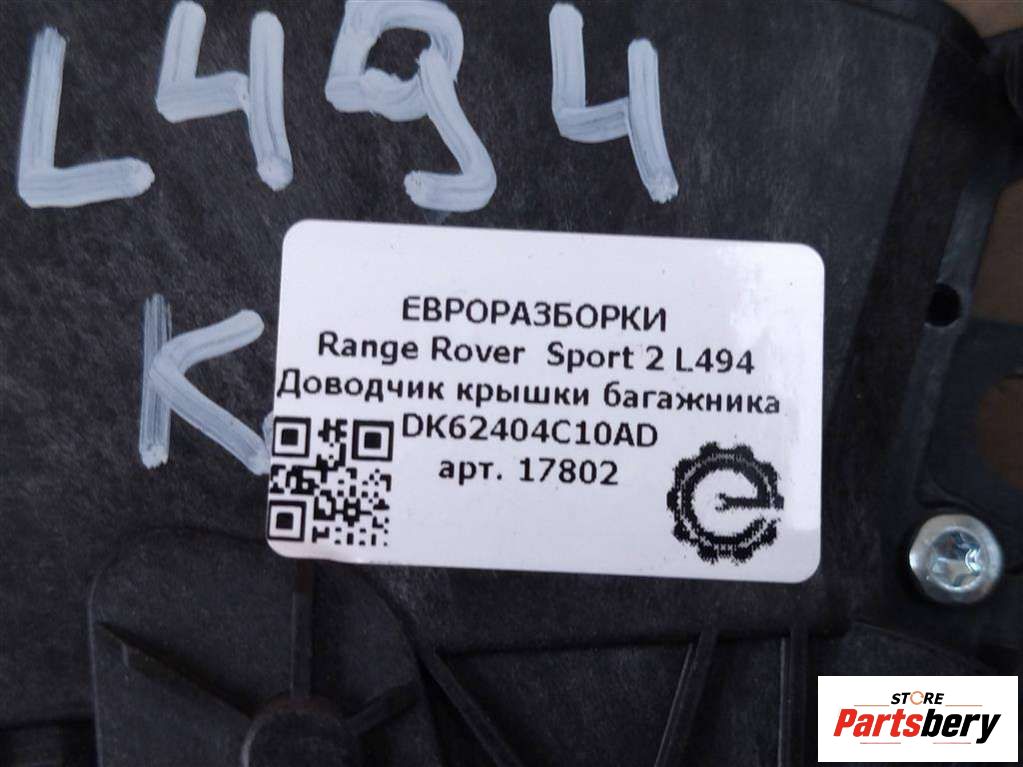 L494
K
ЕВРОРАЗБОРКИ
Range Rover Sport 2 L494
Доводчик крышки багажника
DK62404C10AD
арт. 17802
STORE
Partsbery